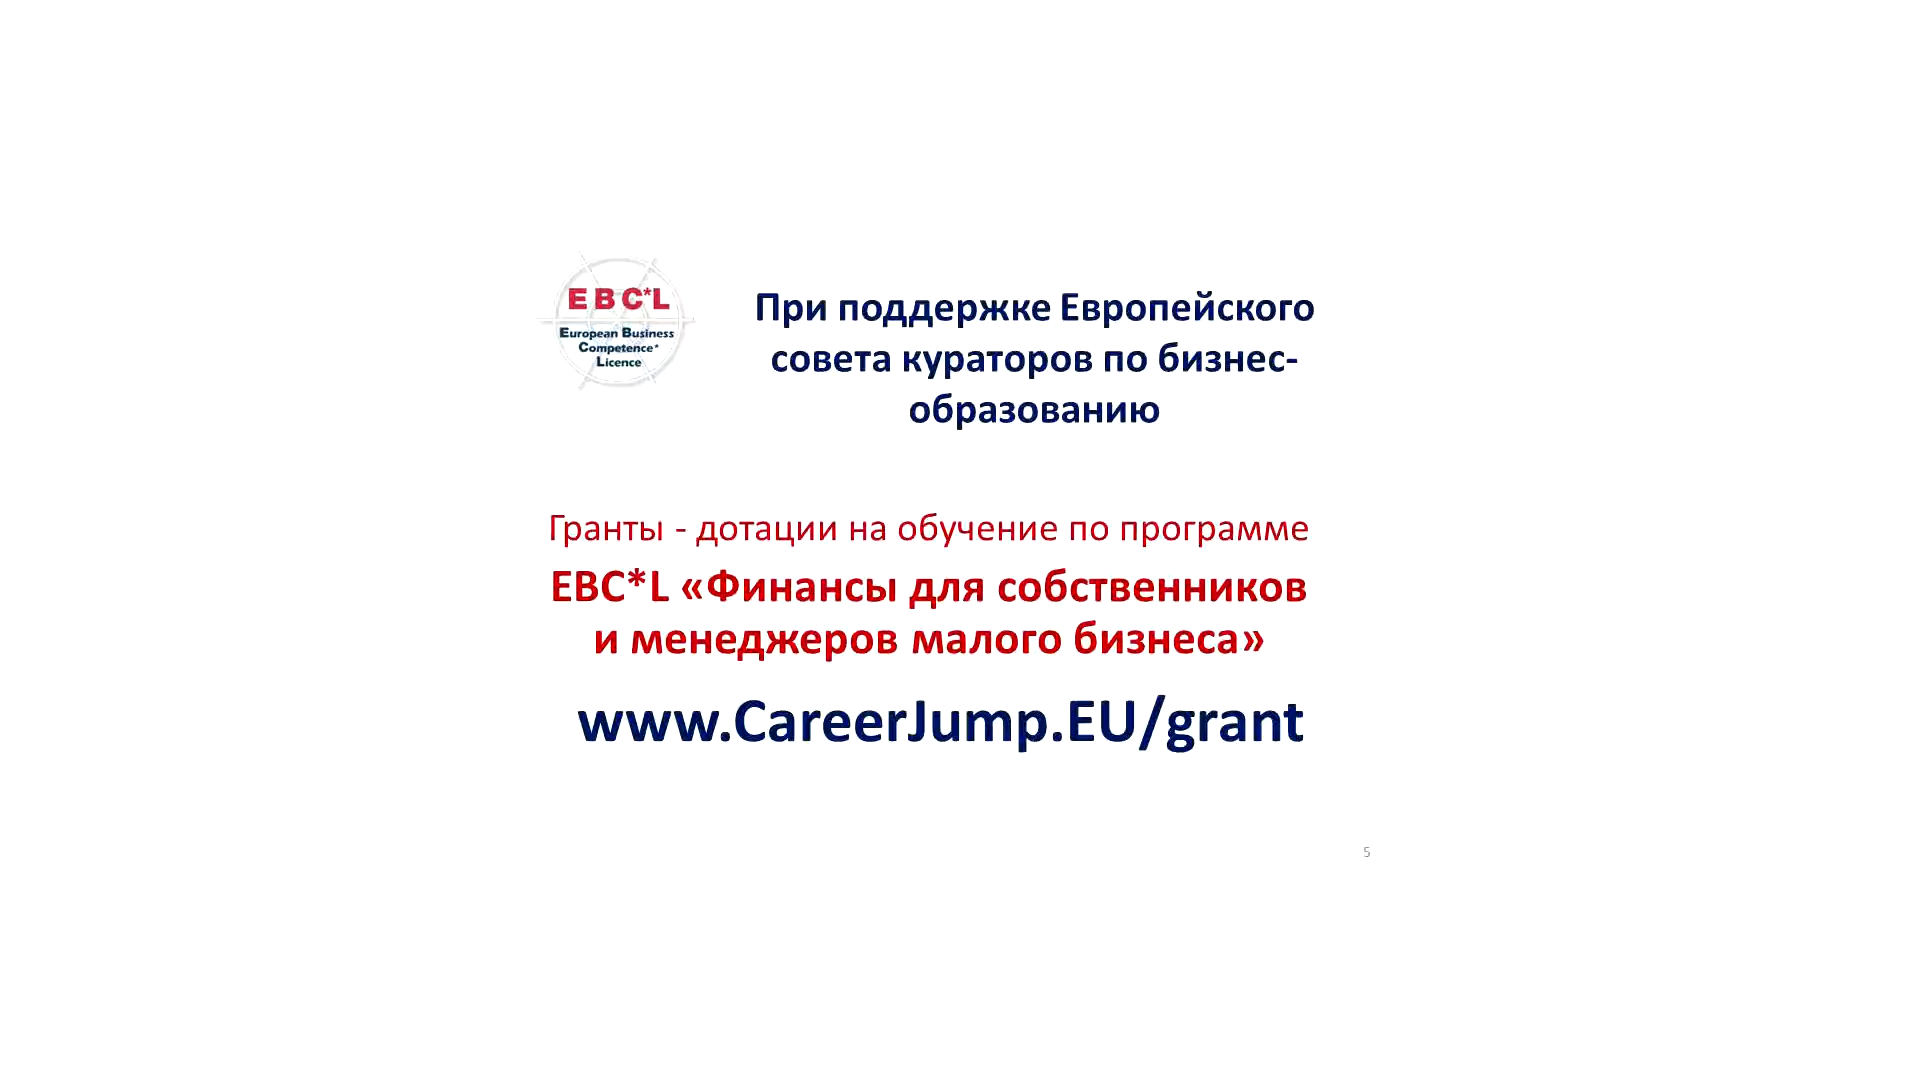 EBC*L
European Business
Competence*
Licence
При поддержке Европейского
совета кураторов по бизнес-
образованию
Гранты - дотации на обучение по программе
EBC*L «Финансы для собственников
и менеджеров малого бизнеса»
www.CareerJump.EU/grant
5